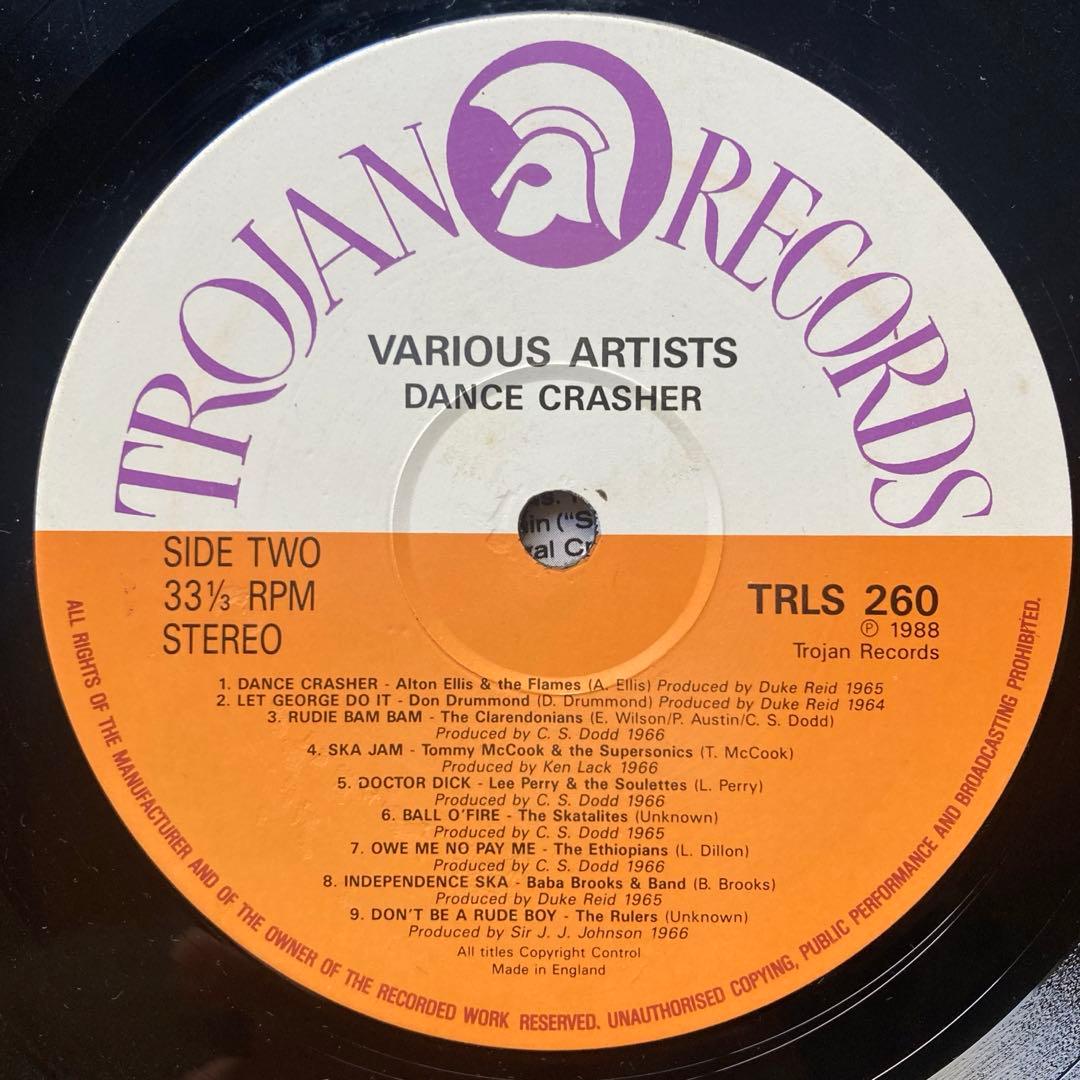 TROJAN RECORDS
VARIOUS ARTISTS
DANCE CRASHER
in ("S
al C
SIDE TWO
33⅓ RPM
STEREO
TRLS 260
℗ 1988
Trojan Records
1. DANCE CRASHER - Alton Ellis & the Flames (A. Ellis) Produced by Duke Reid 1965
2. LET GEORGE DO IT - Don Drummond (D. Drummond) Produced by Duke Reid 1964
3. RUDIE BAM BAM - The Clarendonians (E. Wilson/P. Austin/C. S. Dodd)
Produced by C. S. Dodd 1966
4. SKA JAM - Tommy McCook & the Supersonics (T. McCook)
Produced by Ken Lack 1966
5. DOCTOR DICK - Lee Perry & the Soulettes (L. Perry)
Produced by C. S. Dodd 1966
6. BALL O'FIRE - The Skatalites (Unknown)
Produced by C. S. Dodd 1965
7. OWE ME NO PAY ME - The Ethiopians (L. Dillon)
Produced by C. S. Dodd 1966
8. INDEPENDENCE SKA - Baba Brooks & Band (B. Brooks)
Produced by Duke Reid 1965
9. DON'T BE A RUDE BOY - The Rulers (Unknown)
Produced by Sir J. J. Johnson 1966
All titles Copyright Control
Made in England
ALL RIGHTS OF THE MANUFACTURER AND OF THE OWNER OF THE RECORDED WORK RESERVED. UNAUTHORISED COPYING, PUBLIC PERFORMANCE AND BROADCASTING PROHIBITED.